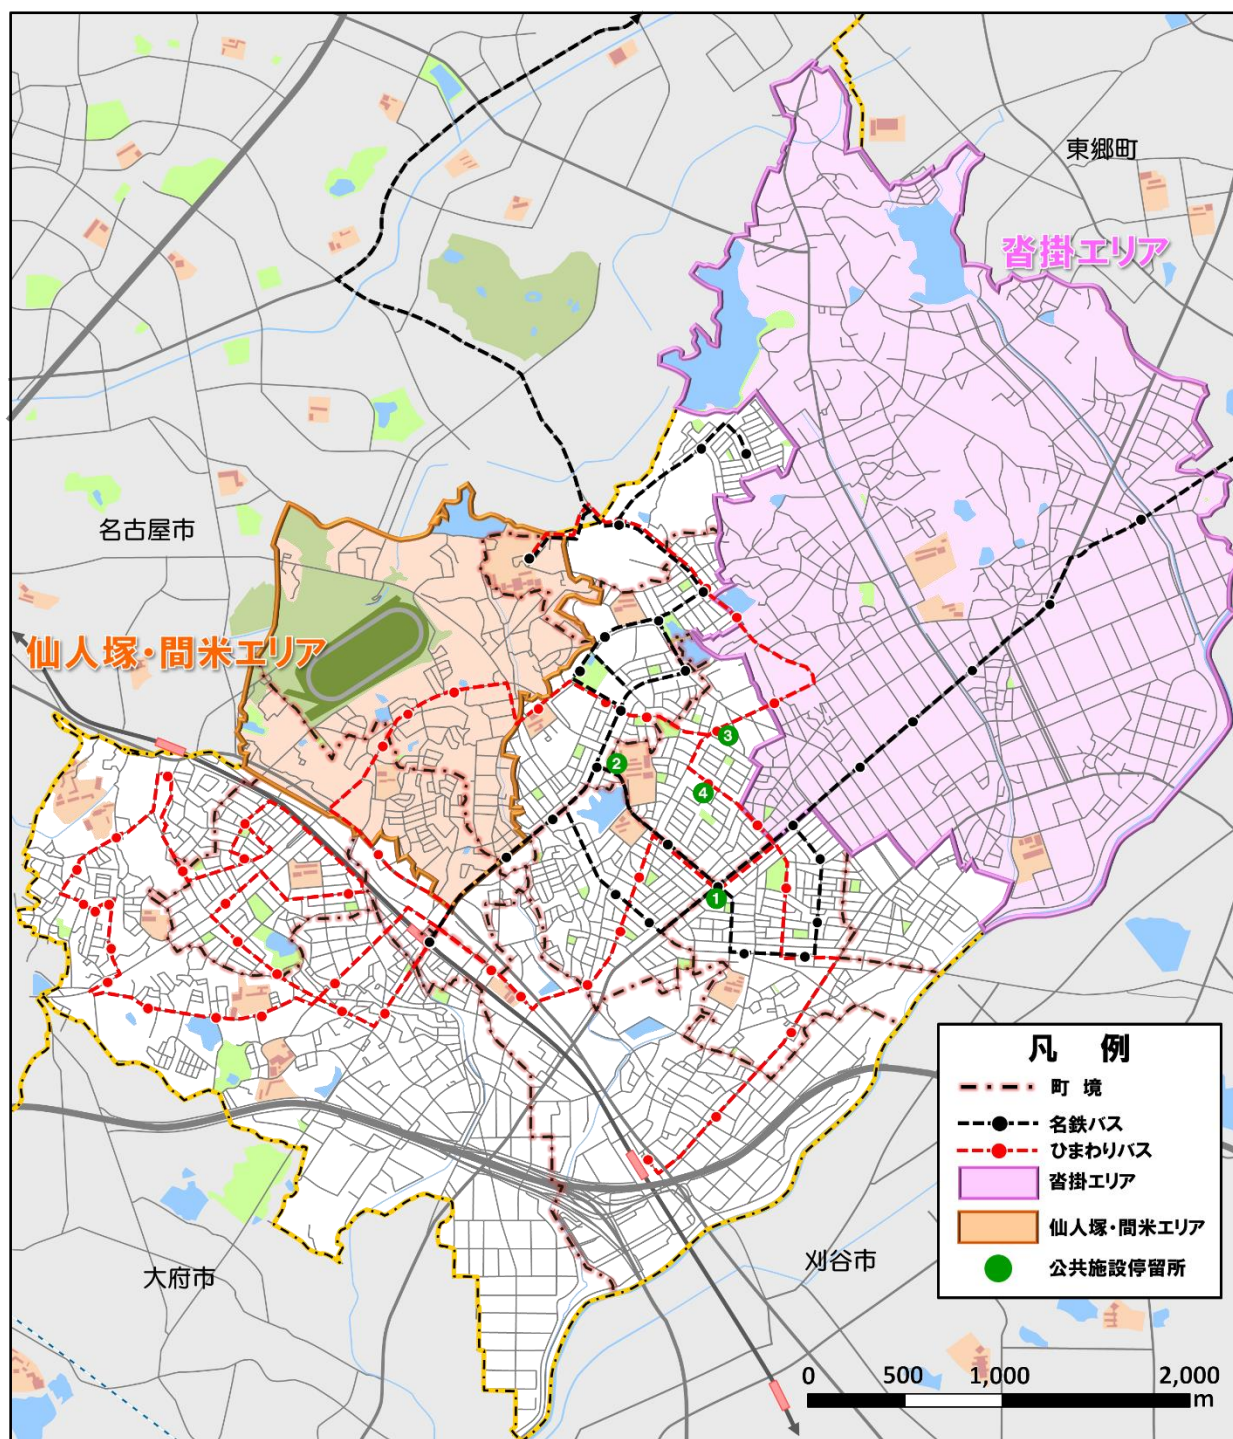 東郷町
沓掛エリア
名古屋市
仙人塚・間米エリア
3
2
4
1
凡 例
町 境
名鉄バス
ひまわりバス
沓掛エリア
仙人塚・間米エリア
公共施設停留所
刈谷市
大府市
0 500 1,000 2,000
m